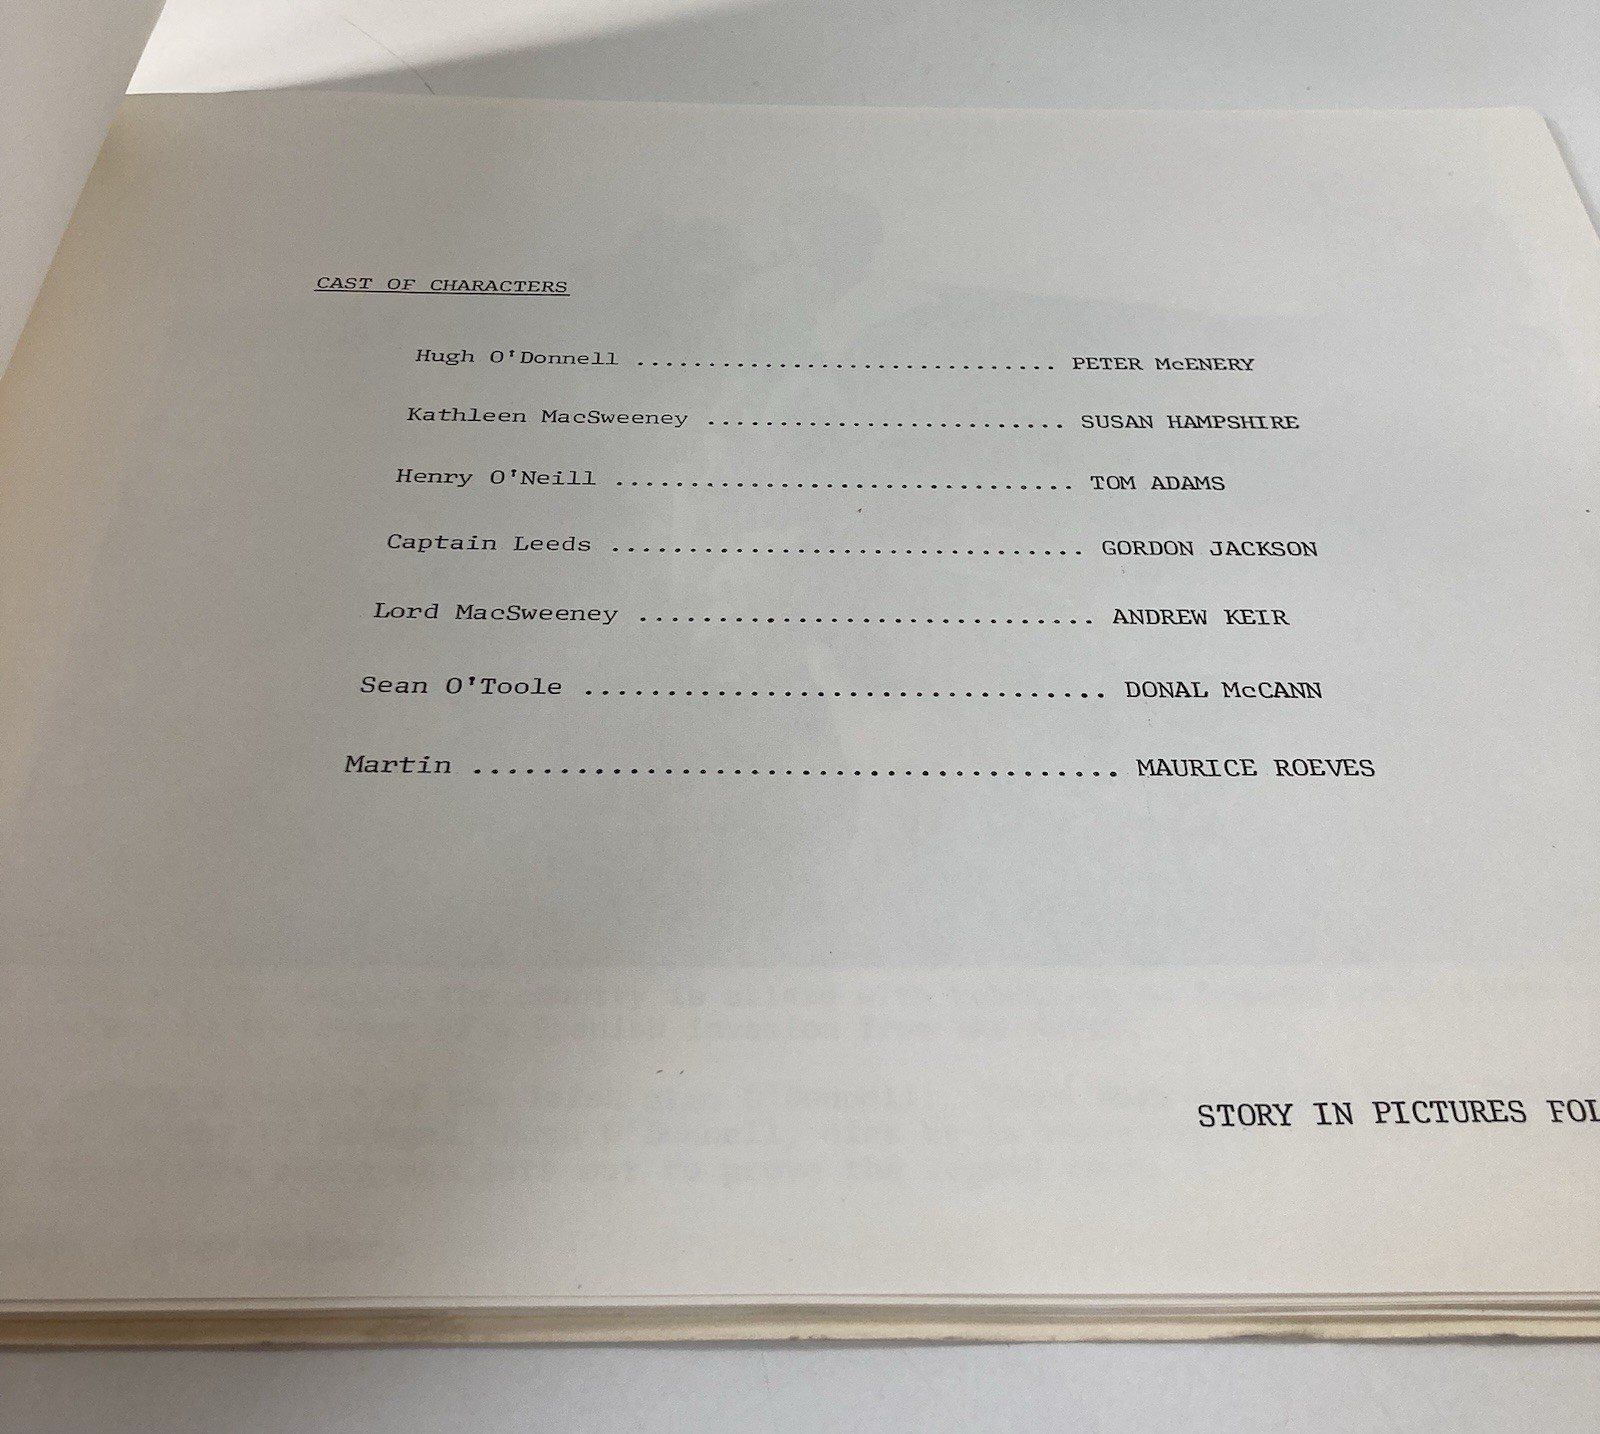 CAST OF CHARACTERS
Hugh O'Donnell .............................. PETER McENERY
Kathleen MacSweeney ......................... SUSAN HAMPSHIRE
Henry O'Neill ............................... TOM ADAMS
Captain Leeds ............................... GORDON JACKSON
Lord MacSweeney ............................. ANDREW KEIR
Sean O'Toole ................................ DONAL McCANN
Martin ...................................... MAURICE ROEVES
STORY IN PICTURES FOL